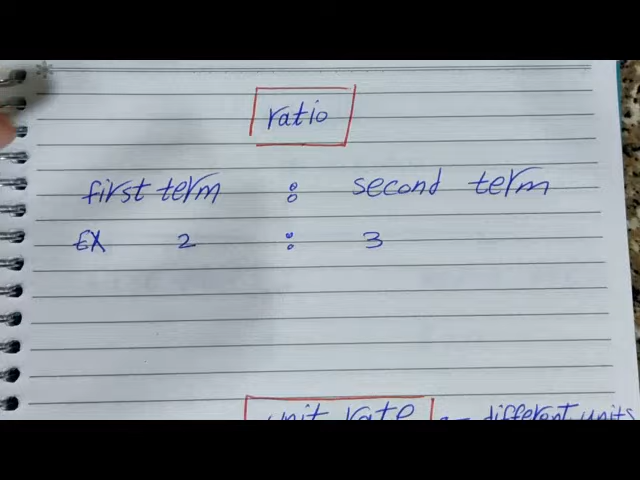 ratio
first term : second term
EX 2 : 3
unit rate - different units